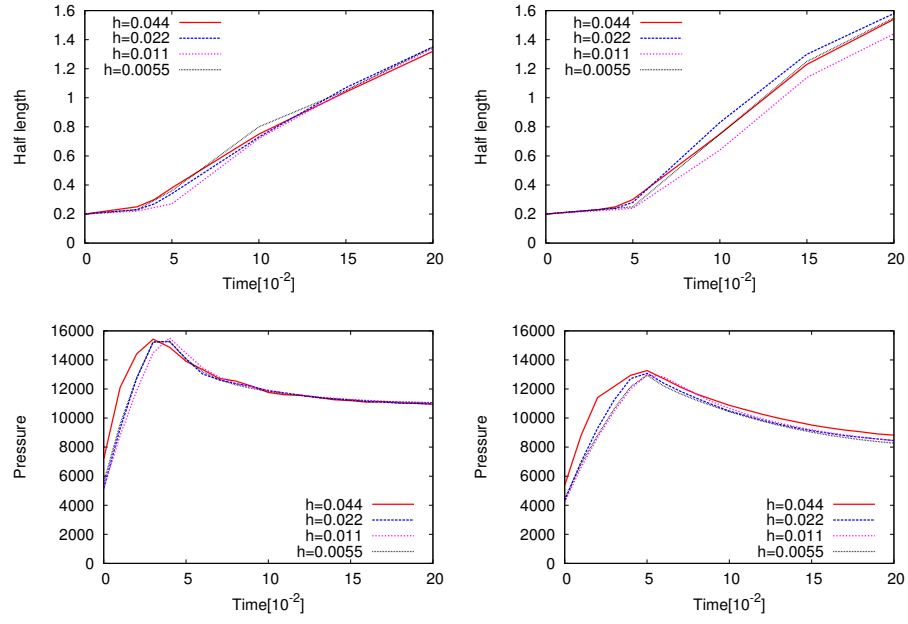 h=0.044
h=0.022
h=0.011
h=0.0055
1.6
1.4
1.2
1
0.8
0.6
0.4
0.2
0
Half length
0 5 10 15 20
Time[10^-2]
h=0.044
h=0.022
h=0.011
h=0.0055
1.6
1.4
1.2
1
0.8
0.6
0.4
0.2
0
Half length
0 5 10 15 20
Time[10^-2]
16000
14000
12000
10000
8000
6000
4000
2000
0
Pressure
h=0.044
h=0.022
h=0.011
h=0.0055
0 5 10 15 20
Time[10^-2]
16000
14000
12000
10000
8000
6000
4000
2000
0
Pressure
h=0.044
h=0.022
h=0.011
h=0.0055
0 5 10 15 20
Time[10^-2]